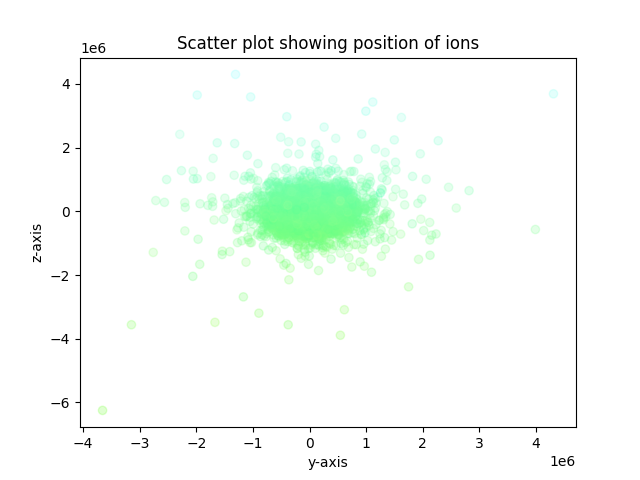 Scatter plot showing position of ions
1e6
4
2
0
−2
−4
−6
z-axis
−4 −3 −2 −1 0 1 2 3 4
y-axis
1e6